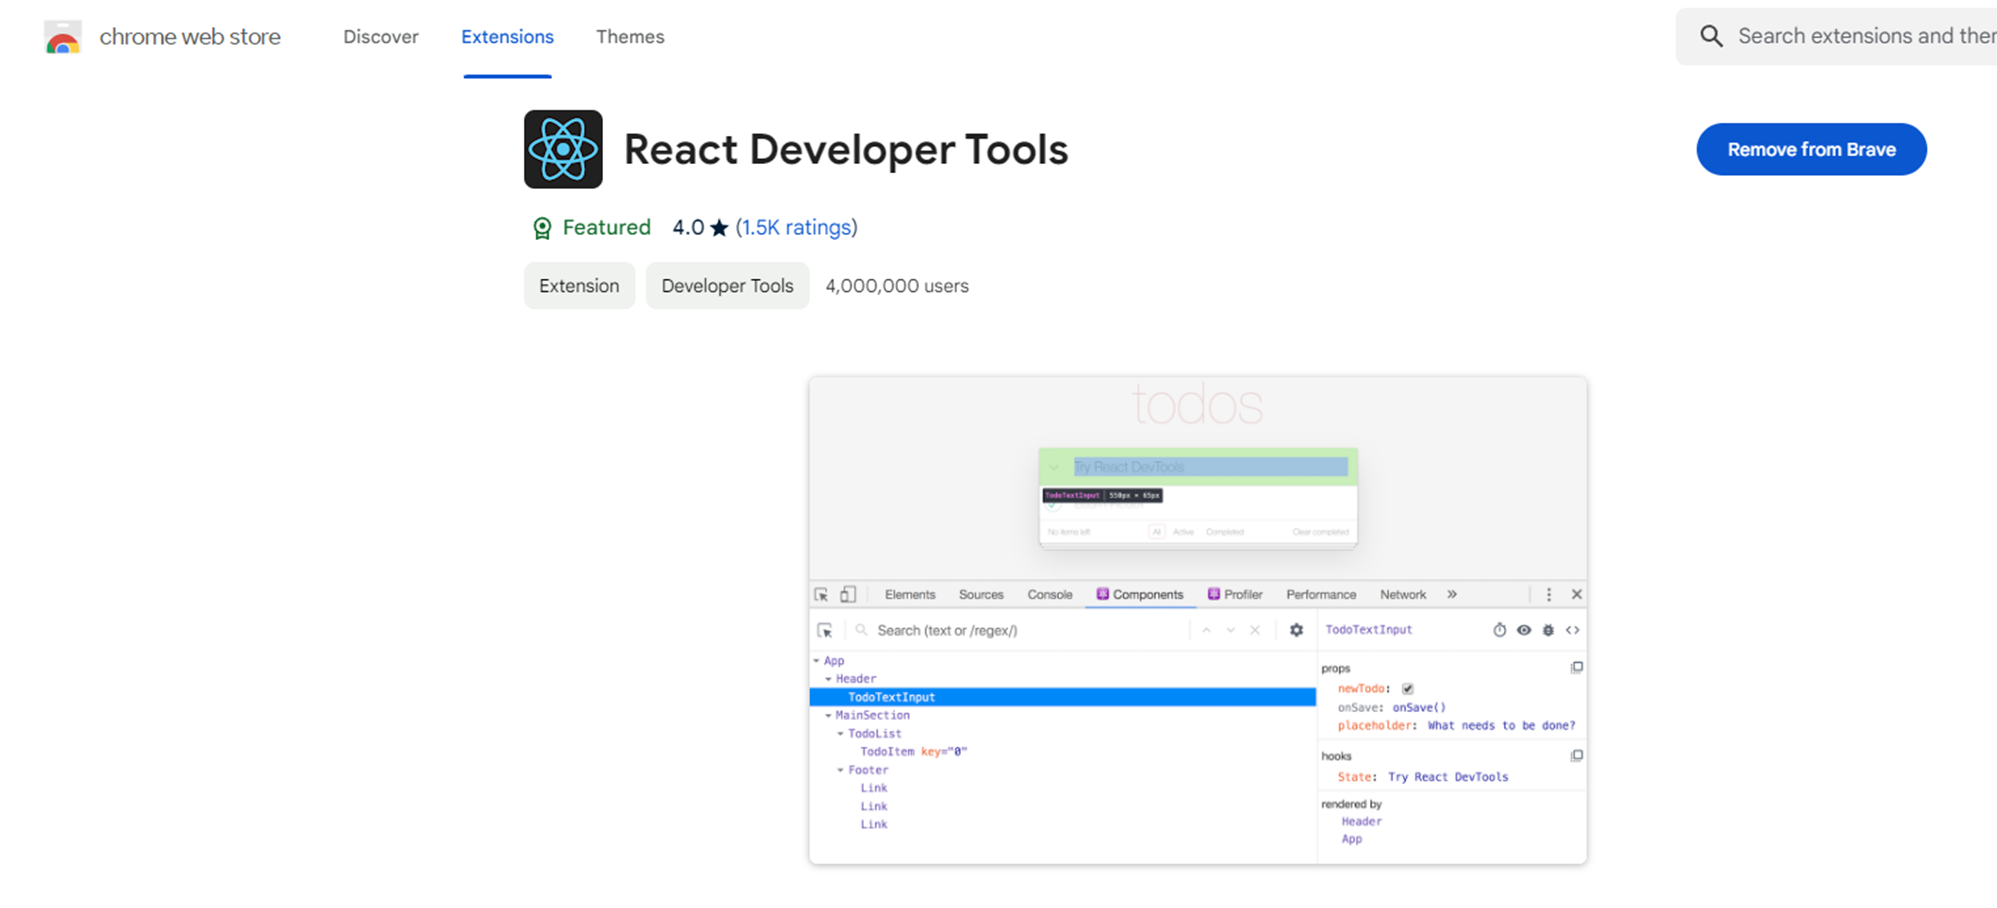 chrome web store
Discover
Extensions
Themes
Search extensions and ther
React Developer Tools
Remove from Brave
Featured
4.0 ★ (1.5K ratings)
Extension
Developer Tools
4,000,000 users
todos
Try React DevTools
TodoTextInput | 550px × 65px
No items left
All
Active
Completed
Clear completed
Elements
Sources
Console
Components
Profiler
Performance
Network
»
Search (text or /regex/)
App
Header
TodoTextInput
MainSection
TodoList
TodoItem key="0"
Footer
Link
Link
Link
TodoTextInput
props
newTodo:
onSave: onSave()
placeholder: What needs to be done?
hooks
State: Try React DevTools
rendered by
Header
App